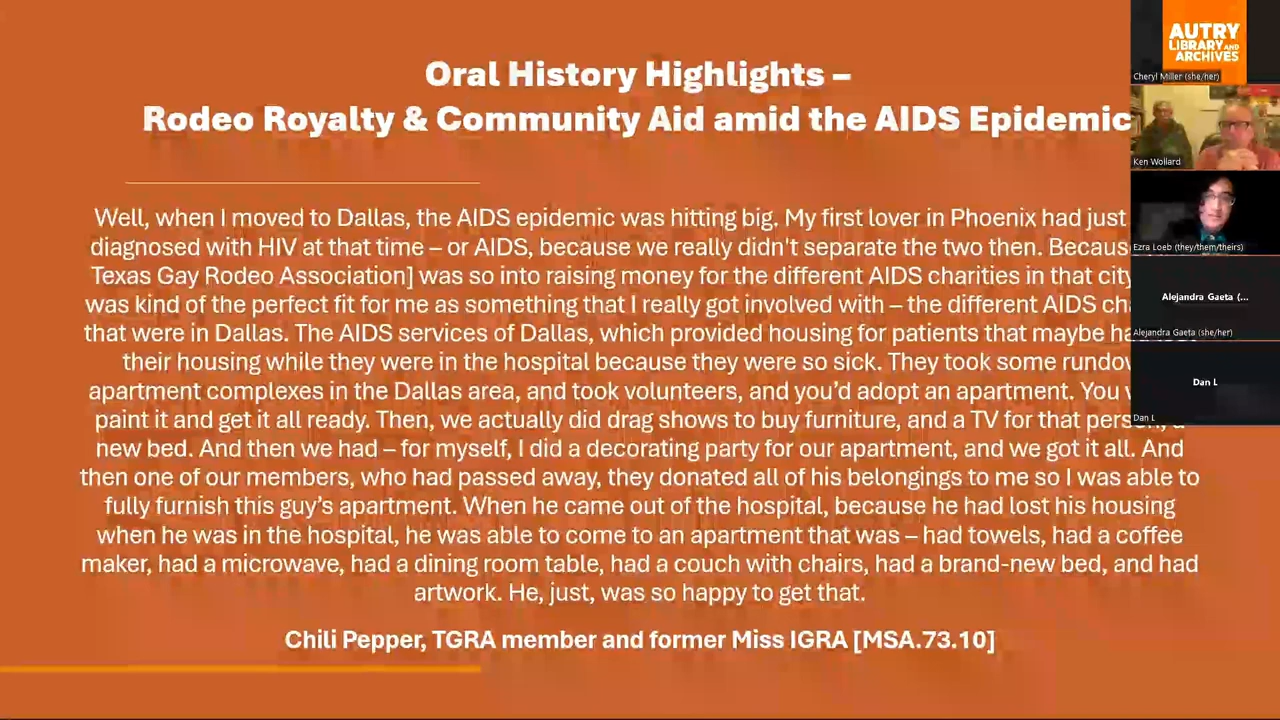 Oral History Highlights –
Rodeo Royalty & Community Aid amid the AIDS Epidemic
Well, when I moved to Dallas, the AIDS epidemic was hitting big. My first lover in Phoenix had just
diagnosed with HIV at that time – or AIDS, because we really didn't separate the two then.
Texas Gay Rodeo Association] was so into raising money for the different AIDS charities in that city
was kind of the perfect fit for me as something that I really got involved with – the different AIDS
that were in Dallas. The AIDS services of Dallas, which provided housing for patients that maybe
their housing while they were in the hospital because they were so sick. They took some
apartment complexes in the Dallas area, and took volunteers, and you’d adopt an apartment. You
paint it and get it all ready. Then, we actually did drag shows to buy furniture, and a TV for that person, a
new bed. And then we had – for myself, I did a decorating party for our apartment, and we got it all. And
then one of our members, who had passed away, they donated all of his belongings to me so I was able to
fully furnish this guy’s apartment. When he came out of the hospital, because he had lost his housing
when he was in the hospital, he was able to come to an apartment that was – had towels, had a coffee
maker, had a microwave, had a dining room table, had a couch with chairs, had a brand-new bed, and had
artwork. He, just, was so happy to get that.
Chili Pepper, TGRA member and former Miss IGRA [MSA.73.10]
AUTRY
LIBRARY AND
ARCHIVES
Cheryl Miller (she/her)
Ken Wollard
Ezra Loeb (they/them/theirs)
Alejandra Gaeta (...
Alejandra Gaeta (she/her)
Dan L
Dan L